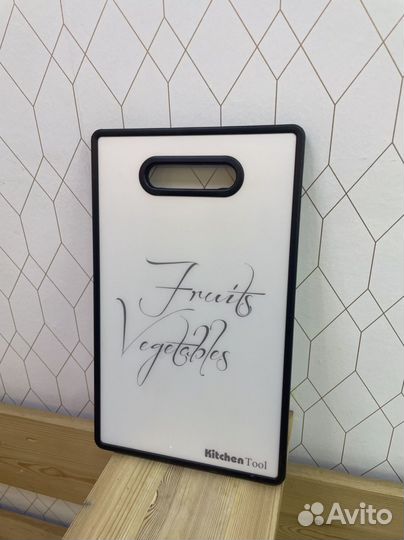 Fruits
Vegetables
Kitchen Tool
Avito